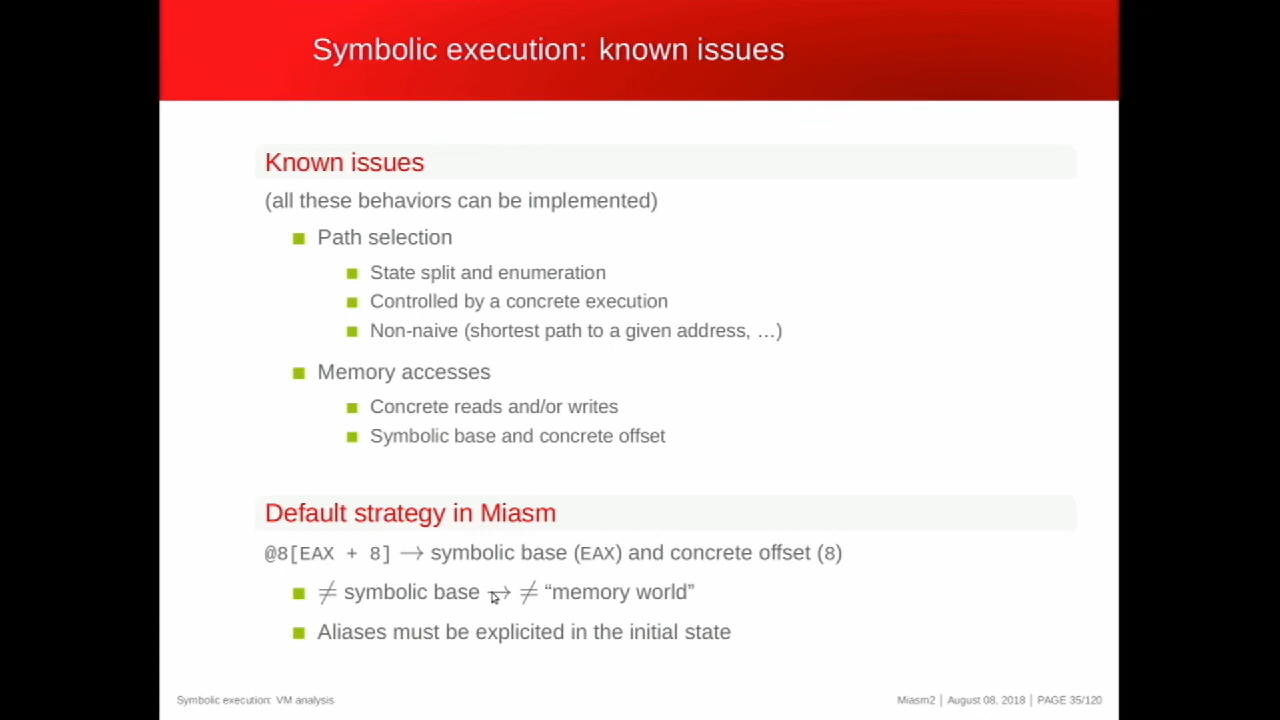 Symbolic execution: known issues
Known issues
(all these behaviors can be implemented)
Path selection
State split and enumeration
Controlled by a concrete execution
Non-naive (shortest path to a given address, …)
Memory accesses
Concrete reads and/or writes
Symbolic base and concrete offset
Default strategy in Miasm
@8[EAX + 8] → symbolic base (EAX) and concrete offset (8)
≠ symbolic base → ≠ “memory world”
Aliases must be explicited in the initial state
Symbolic execution: VM analysis
Miasm2 | August 08, 2018 | PAGE 35/120